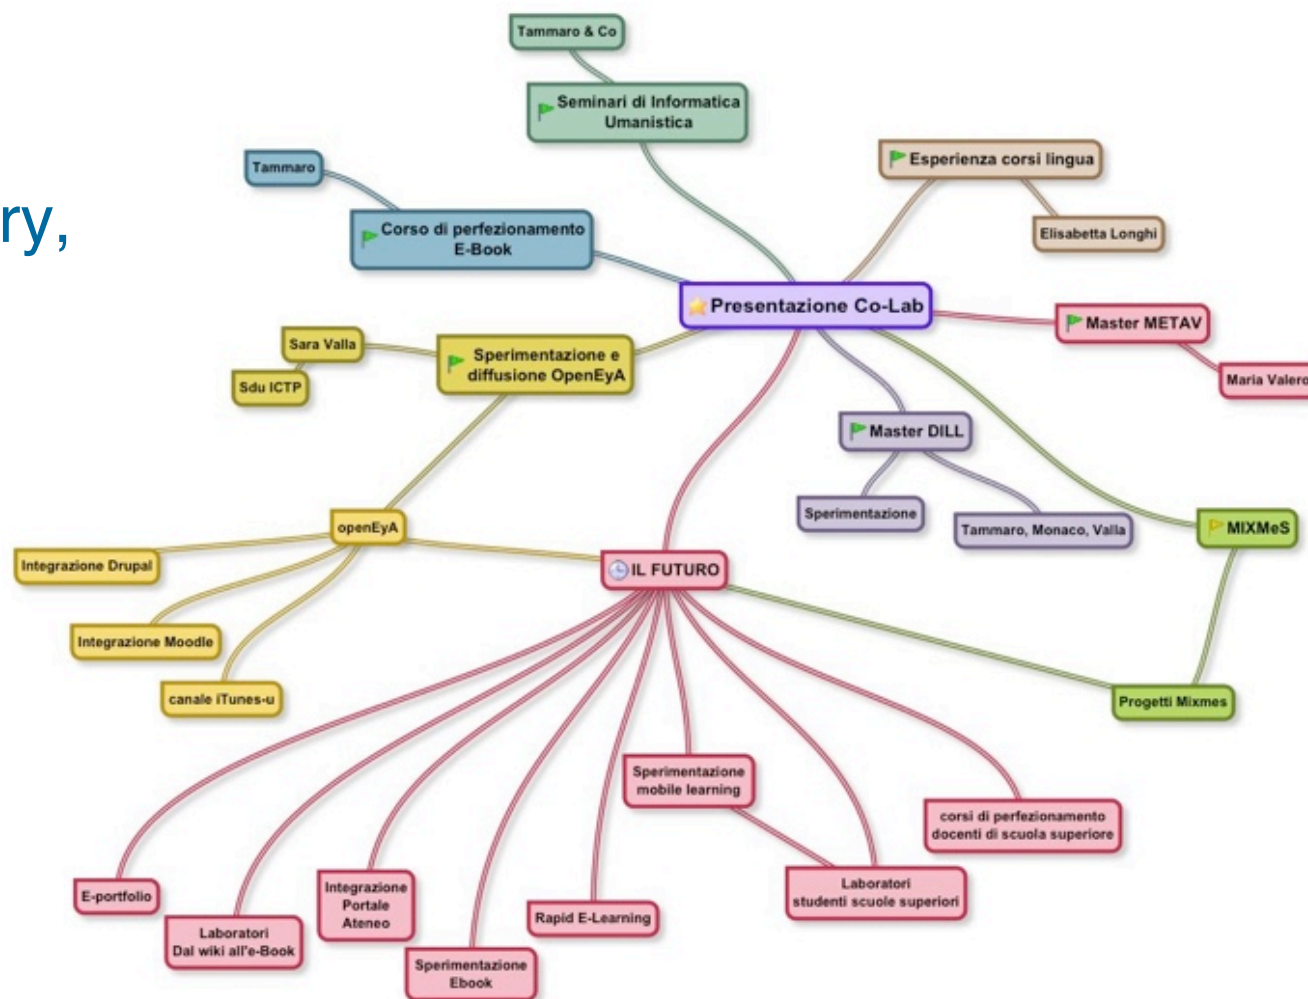 Tammaro & Co
Seminari di Informatica
Umanistica
Esperienza corsi lingua
Tammaro
ry,
Corso di perfezionamento
E-Book
Elisabetta Longhi
Presentazione Co-Lab
Master METAV
Sara Valla
Sperimentazione e
diffusione OpenEyA
Sdu ICTP
Maria Valero
Master DILL
Sperimentazione
Tammaro, Monaco, Valla
MIXMeS
openEyA
Integrazione Drupal
IL FUTURO
Integrazione Moodle
canale iTunes-u
Progetti Mixmes
Sperimentazione
mobile learning
corsi di perfezionamento
docenti di scuola superiore
E-portfolio
Integrazione
Portale
Ateneo
Laboratori
studenti scuole superiori
Rapid E-Learning
Laboratori
Dal wiki all'e-Book
Sperimentazione
Ebook